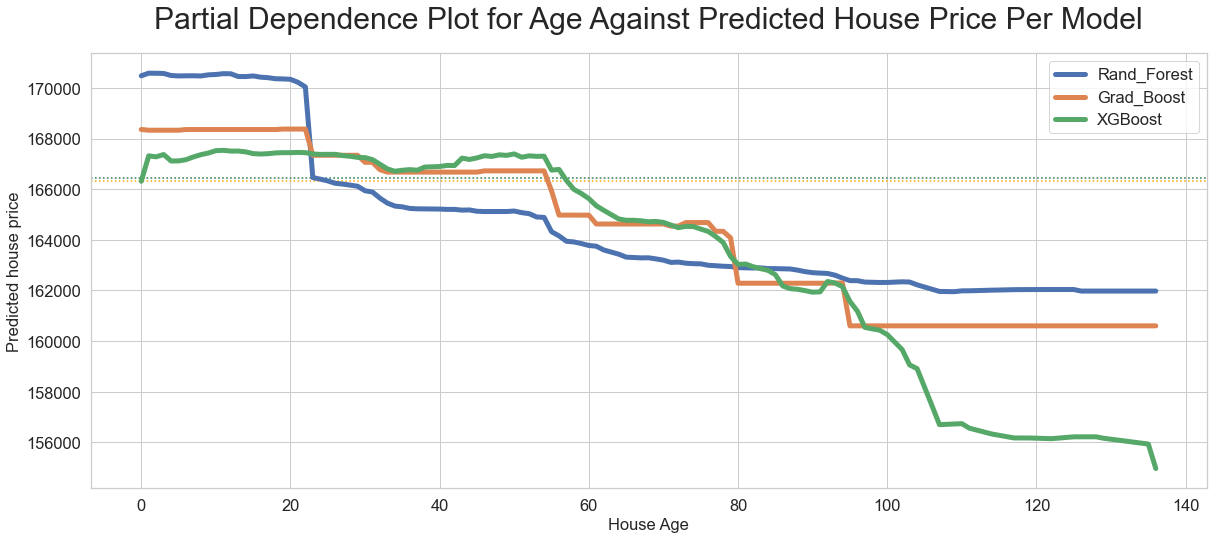 Partial Dependence Plot for Age Against Predicted House Price Per Model
Rand_Forest
Grad_Boost
XGBoost
Predicted house price
170000
168000
166000
164000
162000
160000
158000
156000
0 20 40 60 80 100 120 140
House Age